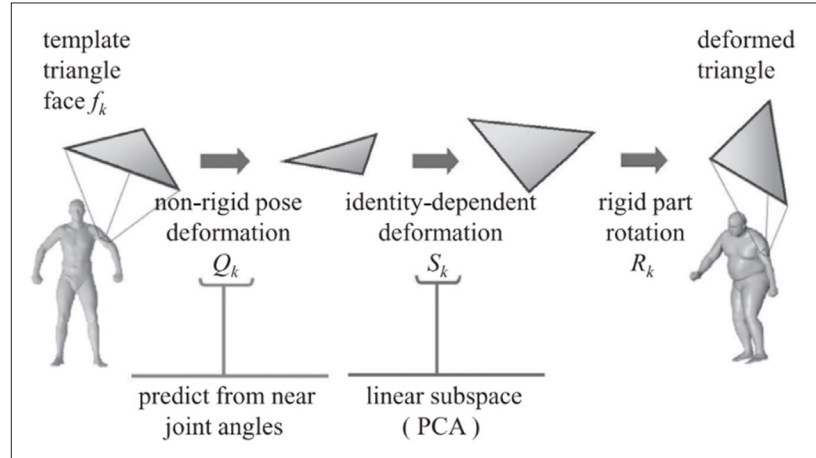 template
triangle
face f_k
deformed
triangle
non-rigid pose
deformation
Q_k
identity-dependent
deformation
S_k
rigid part
rotation
R_k
predict from near
joint angles
linear subspace
( PCA )